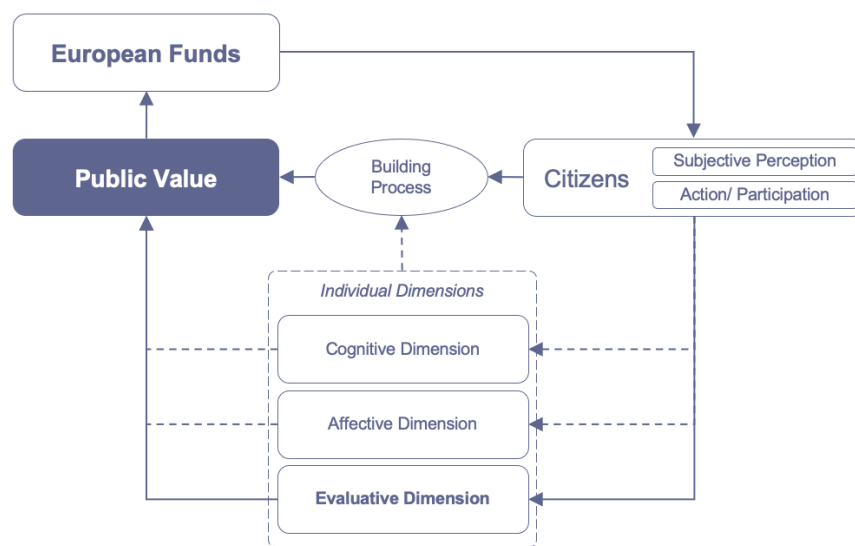 European Funds
Public Value
Building
Process
Citizens
Subjective Perception
Action/ Participation
Individual Dimensions
Cognitive Dimension
Affective Dimension
Evaluative Dimension